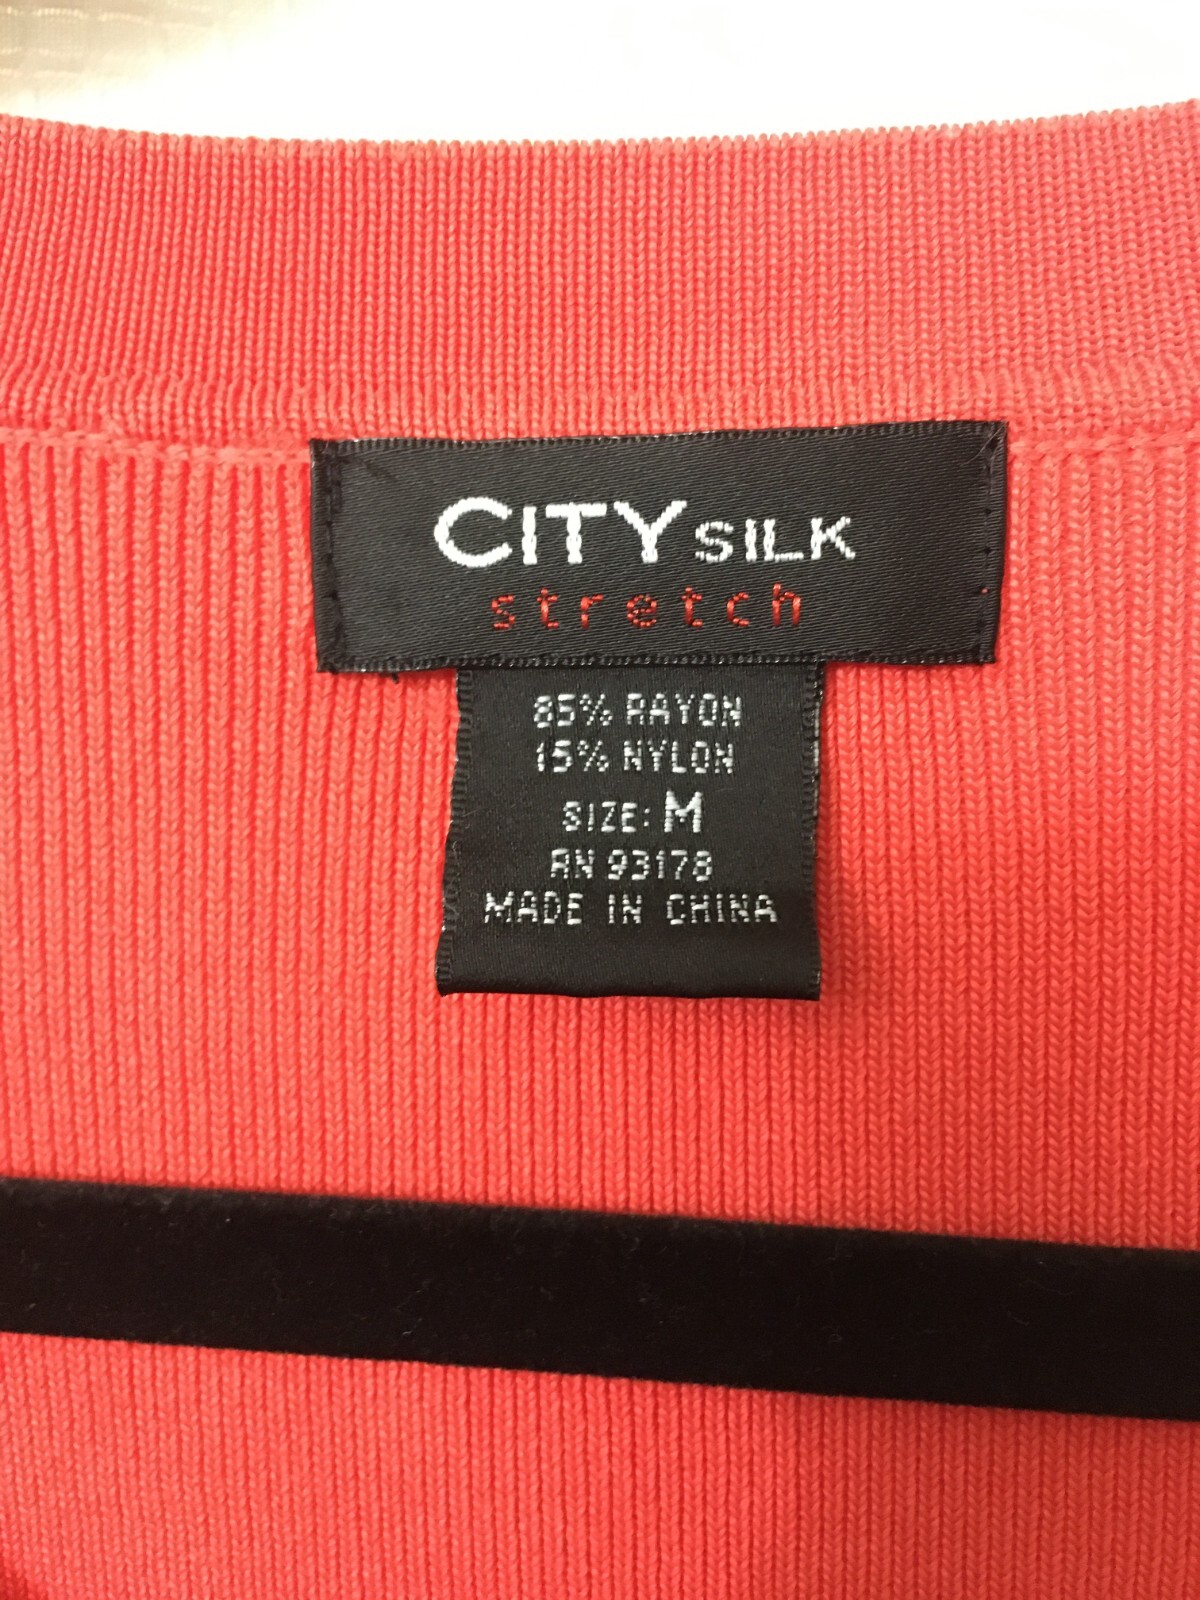 CITY SILK
stretch
85% RAYON
15% NYLON
SIZE: M
RN 93178
MADE IN CHINA